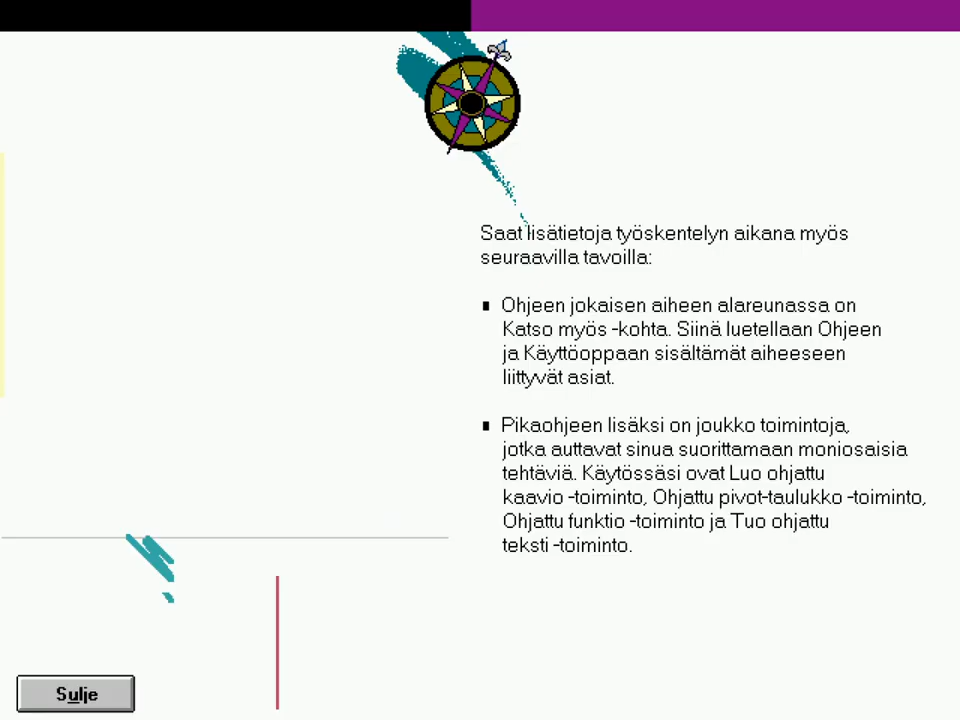 Saat lisätietoja työskentelyn aikana myös
seuraavilla tavoilla:
▪ Ohjeen jokaisen aiheen alareunassa on
Katso myös -kohta. Siinä luetellaan Ohjeen
ja Käyttöoppaan sisältämät aiheeseen
liittyvät asiat.
▪ Pikaohjeen lisäksi on joukko toimintoja,
jotka auttavat sinua suorittamaan moniosaisia
tehtäviä. Käytössäsi ovat Luo ohjattu
kaavio -toiminto, Ohjattu pivot-taulukko -toiminto,
Ohjattu funktio -toiminto ja Tuo ohjattu
teksti -toiminto.
Sulje